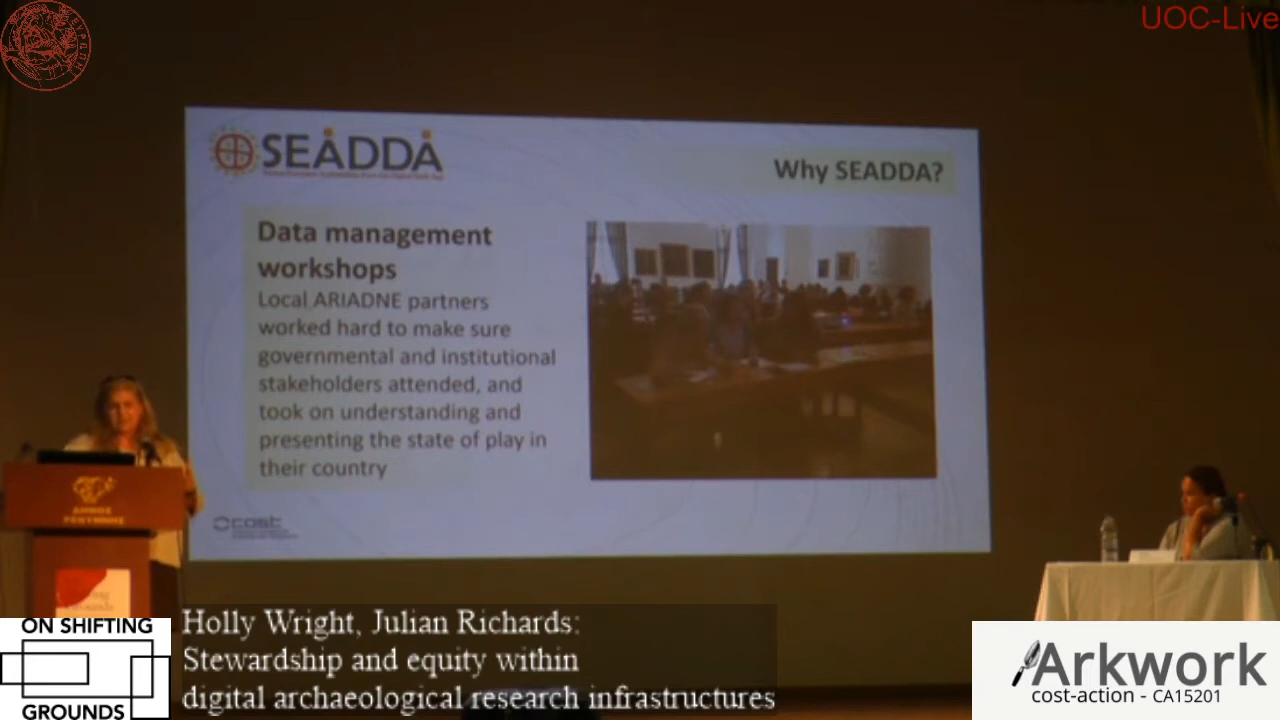 UOC-Live
SEADDA
Why SEADDA?
Data management
workshops
Local ARIADNE partners
worked hard to make sure
governmental and institutional
stakeholders attended, and
took on understanding and
presenting the state of play in
their country
cost
ΔΗΜΟΣ
ΡΕΘΥΜΝΗΣ
ON SHIFTING
GROUNDS
Holly Wright, Julian Richards:
Stewardship and equity within
digital archaeological research infrastructures
Arkwork
cost-action - CA15201